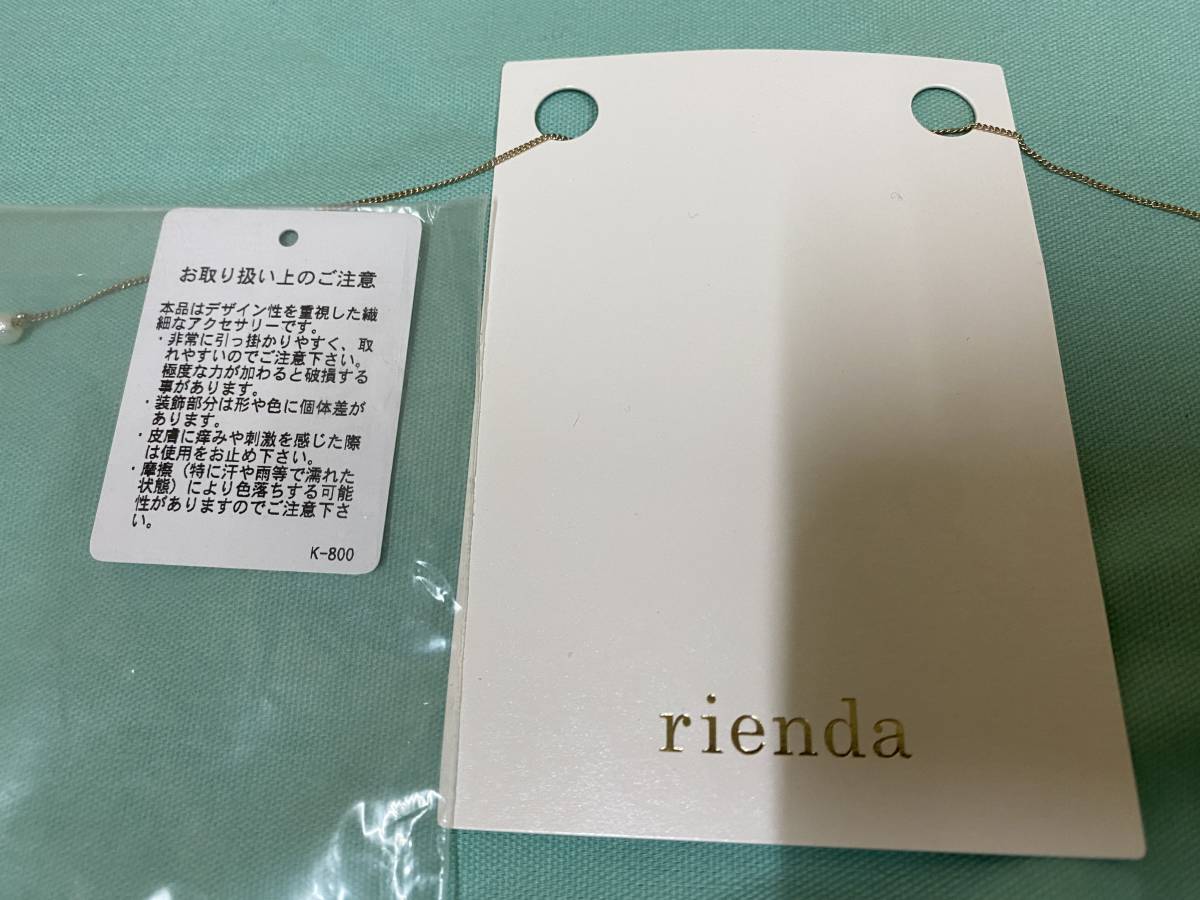 お取り扱い上のご注意
本品はデザイン性を重視した繊
細なアクセサリーです。
・非常に引っ掛かりやすく、取
れやすいのでご注意下さい。
極度な力が加わると破損する
事があります。
・装飾部分は形や色に個体差が
あります。
・皮膚に痒みや刺激を感じた際
は使用をお止め下さい。
・摩擦（特に汗や雨等で濡れた
状態）により色落ちする可能
性がありますのでご注意下さ
い。
K-800
rienda